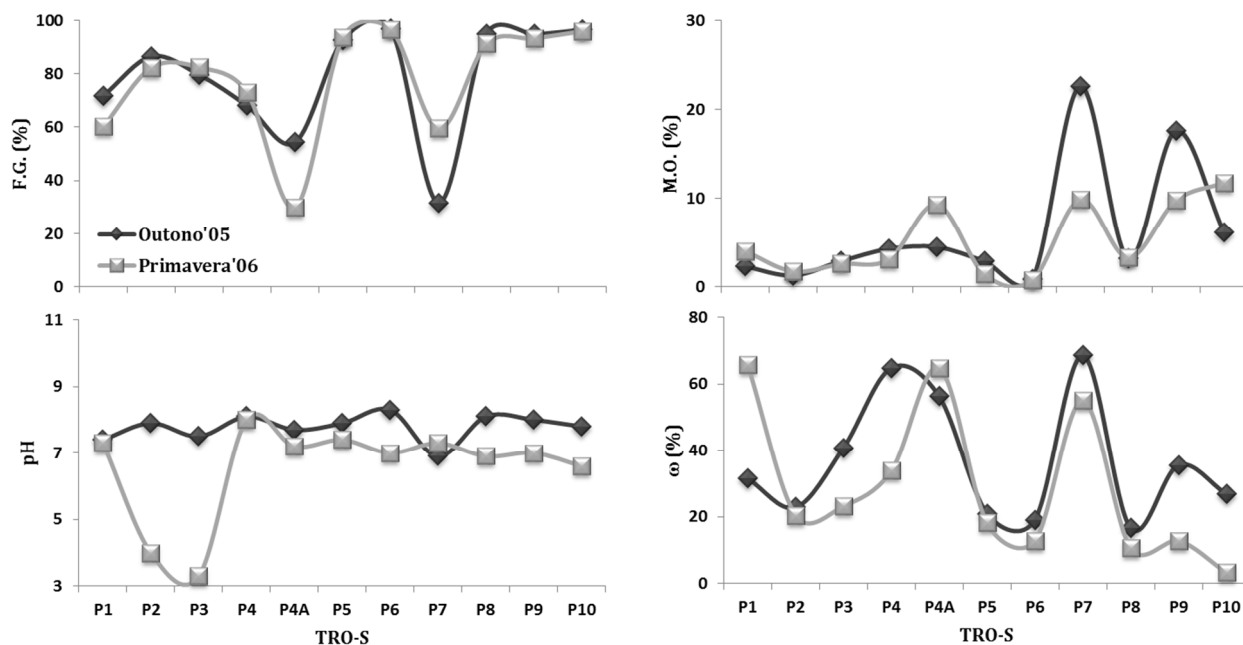 100
80
60
40
20
0
F.G. (%)
Outono'05
Primavera'06
30
20
10
0
M.O. (%)
11
9
7
5
3
pH
P1 P2 P3 P4 P4A P5 P6 P7 P8 P9 P10
TRO-S
80
60
40
20
0
ω (%)
P1 P2 P3 P4 P4A P5 P6 P7 P8 P9 P10
TRO-S